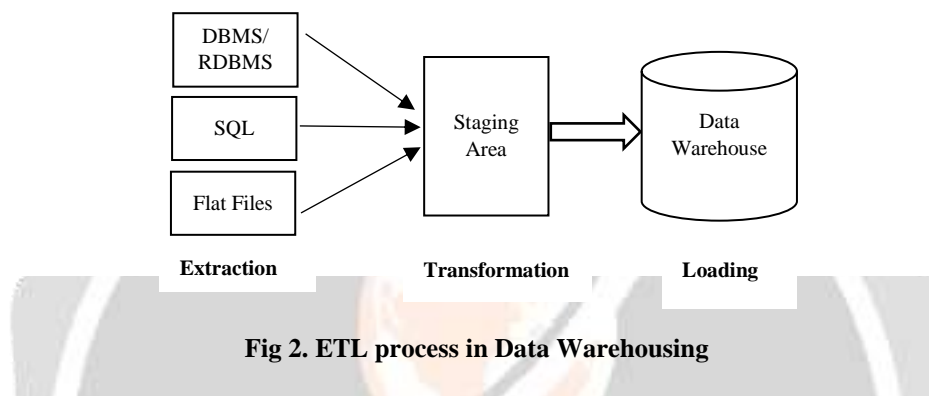 DBMS/
RDBMS
SQL
Flat Files
Staging
Area
Data
Warehouse
Extraction
Transformation
Loading
Fig 2. ETL process in Data Warehousing